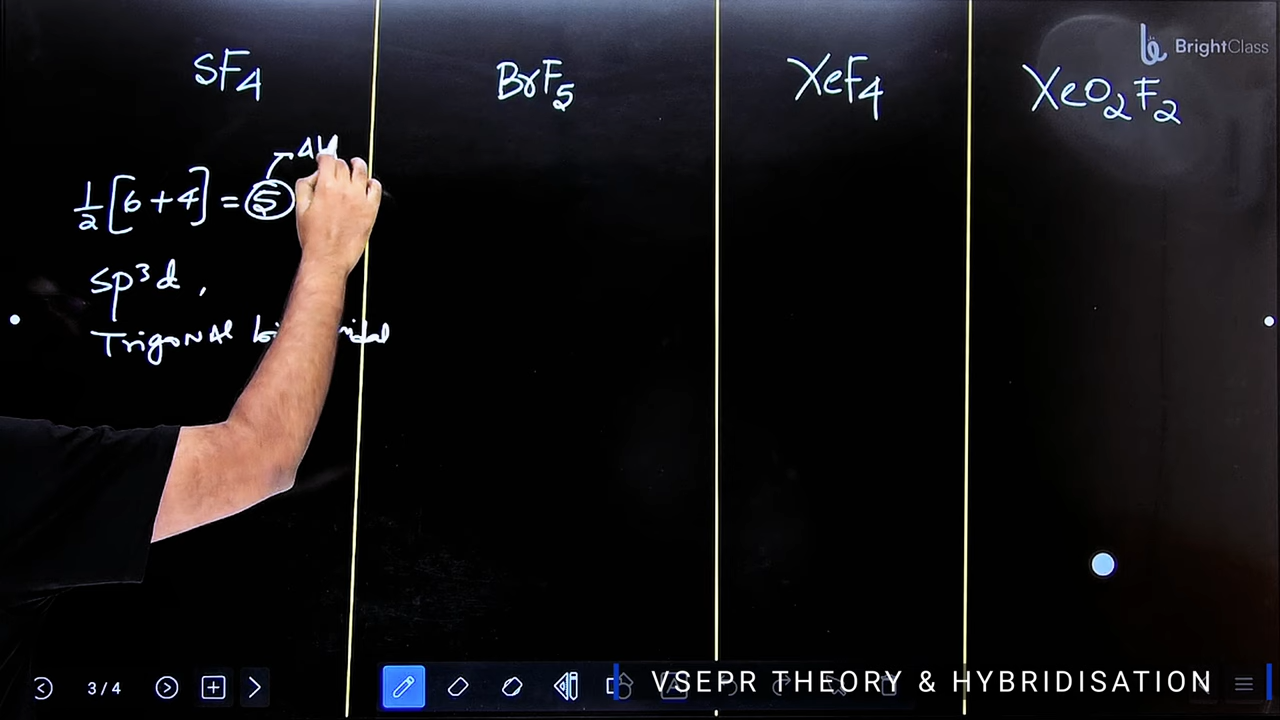 SF4
BrF5
XeF4
XeO2F2
BrightClass
1/2 [6 + 4] = 5
sp³d,
Trigonal
3/4
VSEPR THEORY & HYBRIDISATION